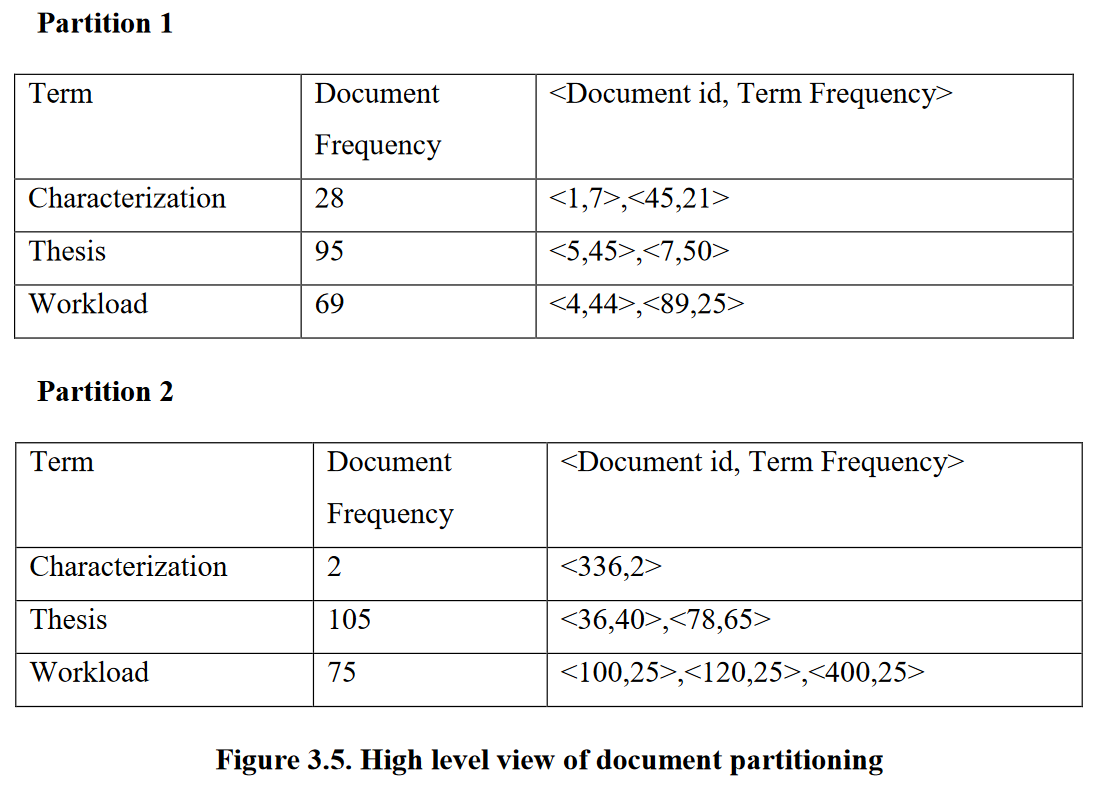 Partition 1
Term Document <Document id, Term Frequency>
Frequency
Characterization 28 <1,7>,<45,21>
Thesis 95 <5,45>,<7,50>
Workload 69 <4,44>,<89,25>
Partition 2
Term Document <Document id, Term Frequency>
Frequency
Characterization 2 <336,2>
Thesis 105 <36,40>,<78,65>
Workload 75 <100,25>,<120,25>,<400,25>
Figure 3.5. High level view of document partitioning